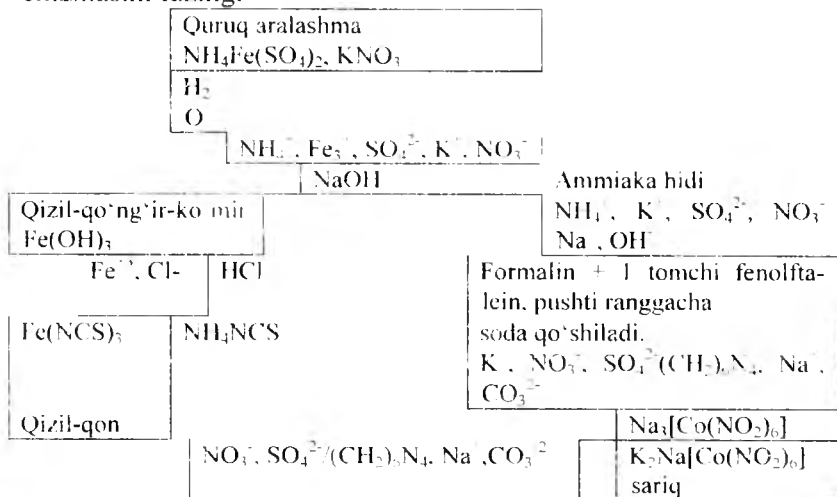 Quruq aralashma
NH₄Fe(SO₄)₂, KNO₃
H₂
O
NH₄⁺, Fe₃⁺, SO₄²⁻, K⁺, NO₃⁻
NaOH
Ammiaka hidi
Qizil-qo‘ng‘ir-ko mir
Fe(OH)₃
NH₄⁺, K⁺, SO₄²⁻, NO₃⁻
Na⁺, OH⁻
Cl- HCl
Formalin + 1 tomchi fenolfta-
lein, pushti ranggacha
soda qo‘shiladi.
K⁺, NO₃⁻, SO₄²⁻(CH₂)₆N₄, Na⁺,
CO₃²⁻
Fe(NCS)₃ NH₄NCS
Qizil-qon
Na₃[Co(NO₂)₆]
K₂Na[Co(NO₂)₆]
sariq
NO₃⁻, SO₄²⁻/(CH₂)₆N₄, Na⁺,CO₃⁻²